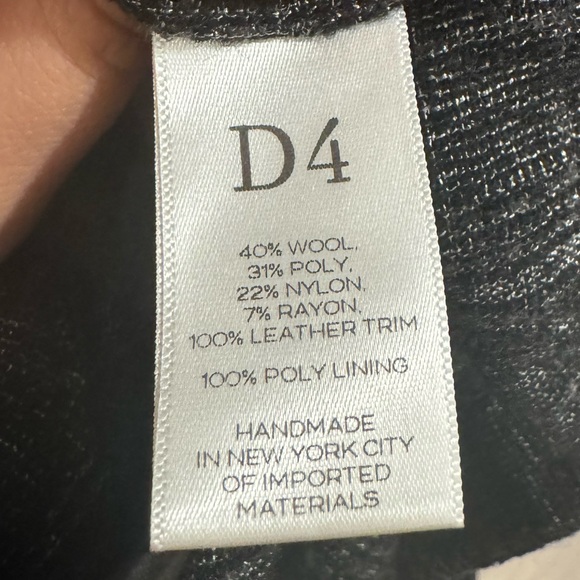 D4
40% WOOL,
31% POLY,
22% NYLON,
7% RAYON,
100% LEATHER TRIM
100% POLY LINING
HANDMADE
IN NEW YORK CITY
OF IMPORTED
MATERIALS